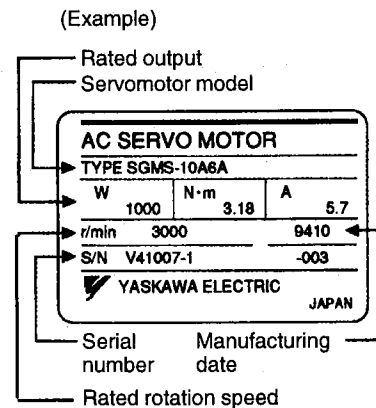 (Example)
Rated output
Servomotor model
AC SERVO MOTOR
TYPE SGMS-10A6A
W 1000 N·m 3.18 A 5.7
r/min 3000 9410
S/N V41007-1 -003
YASKAWA ELECTRIC
JAPAN
Serial number
Manufacturing date
Rated rotation speed